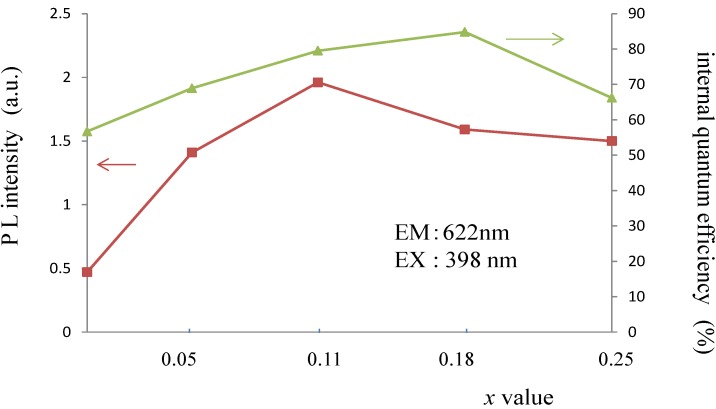 2.5
2
1.5
1
0.5
0
PL intensity (a.u.)
90
80
70
60
50
40
30
20
10
0
internal quantum efficiency (%)
EM:622nm
EX : 398 nm
0.05 0.11 0.18 0.25
x value